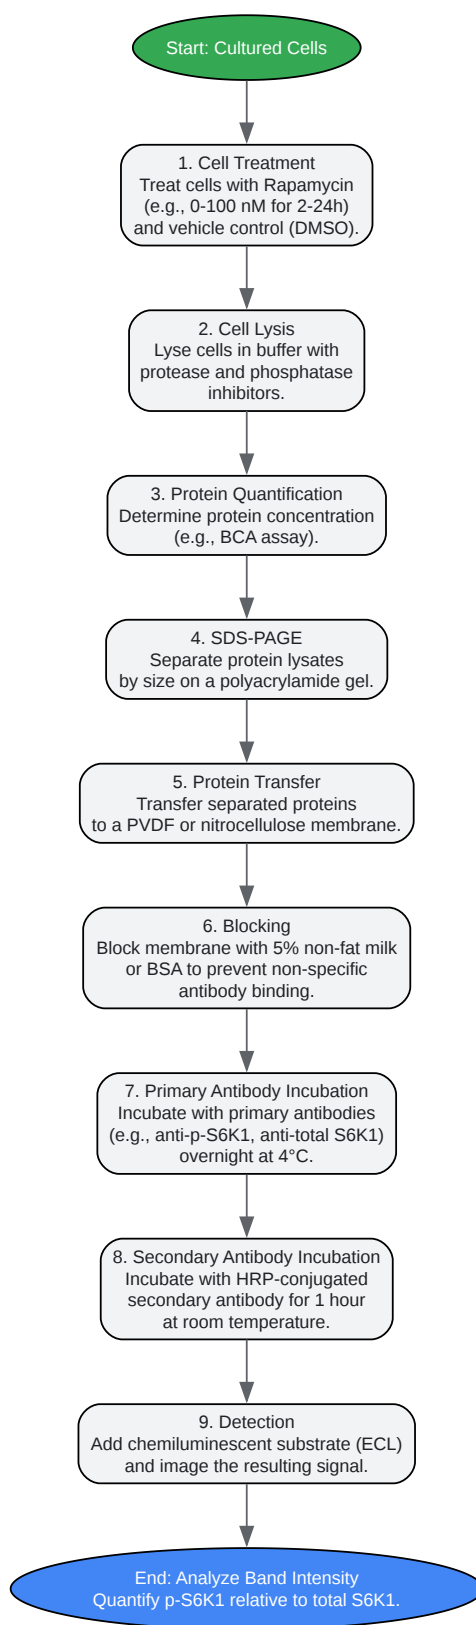 Start: Cultured Cells
1. Cell Treatment
Treat cells with Rapamycin
(e.g., 0-100 nM for 2-24h)
and vehicle control (DMSO).
2. Cell Lysis
Lyse cells in buffer with
protease and phosphatase
inhibitors.
3. Protein Quantification
Determine protein concentration
(e.g., BCA assay).
4. SDS-PAGE
Separate protein lysates
by size on a polyacrylamide gel.
5. Protein Transfer
Transfer separated proteins
to a PVDF or nitrocellulose membrane.
6. Blocking
Block membrane with 5% non-fat milk
or BSA to prevent non-specific
antibody binding.
7. Primary Antibody Incubation
Incubate with primary antibodies
(e.g., anti-p-S6K1, anti-total S6K1)
overnight at 4°C.
8. Secondary Antibody Incubation
Incubate with HRP-conjugated
secondary antibody for 1 hour
at room temperature.
9. Detection
Add chemiluminescent substrate (ECL)
and image the resulting signal.
End: Analyze Band Intensity
Quantify p-S6K1 relative to total S6K1.